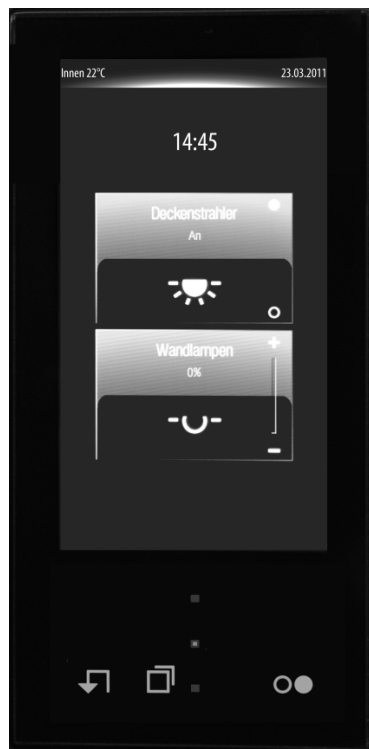 Innen 22°C
23.03.2011
14:45
Deckenstrahler
An
Wandlampen
0%